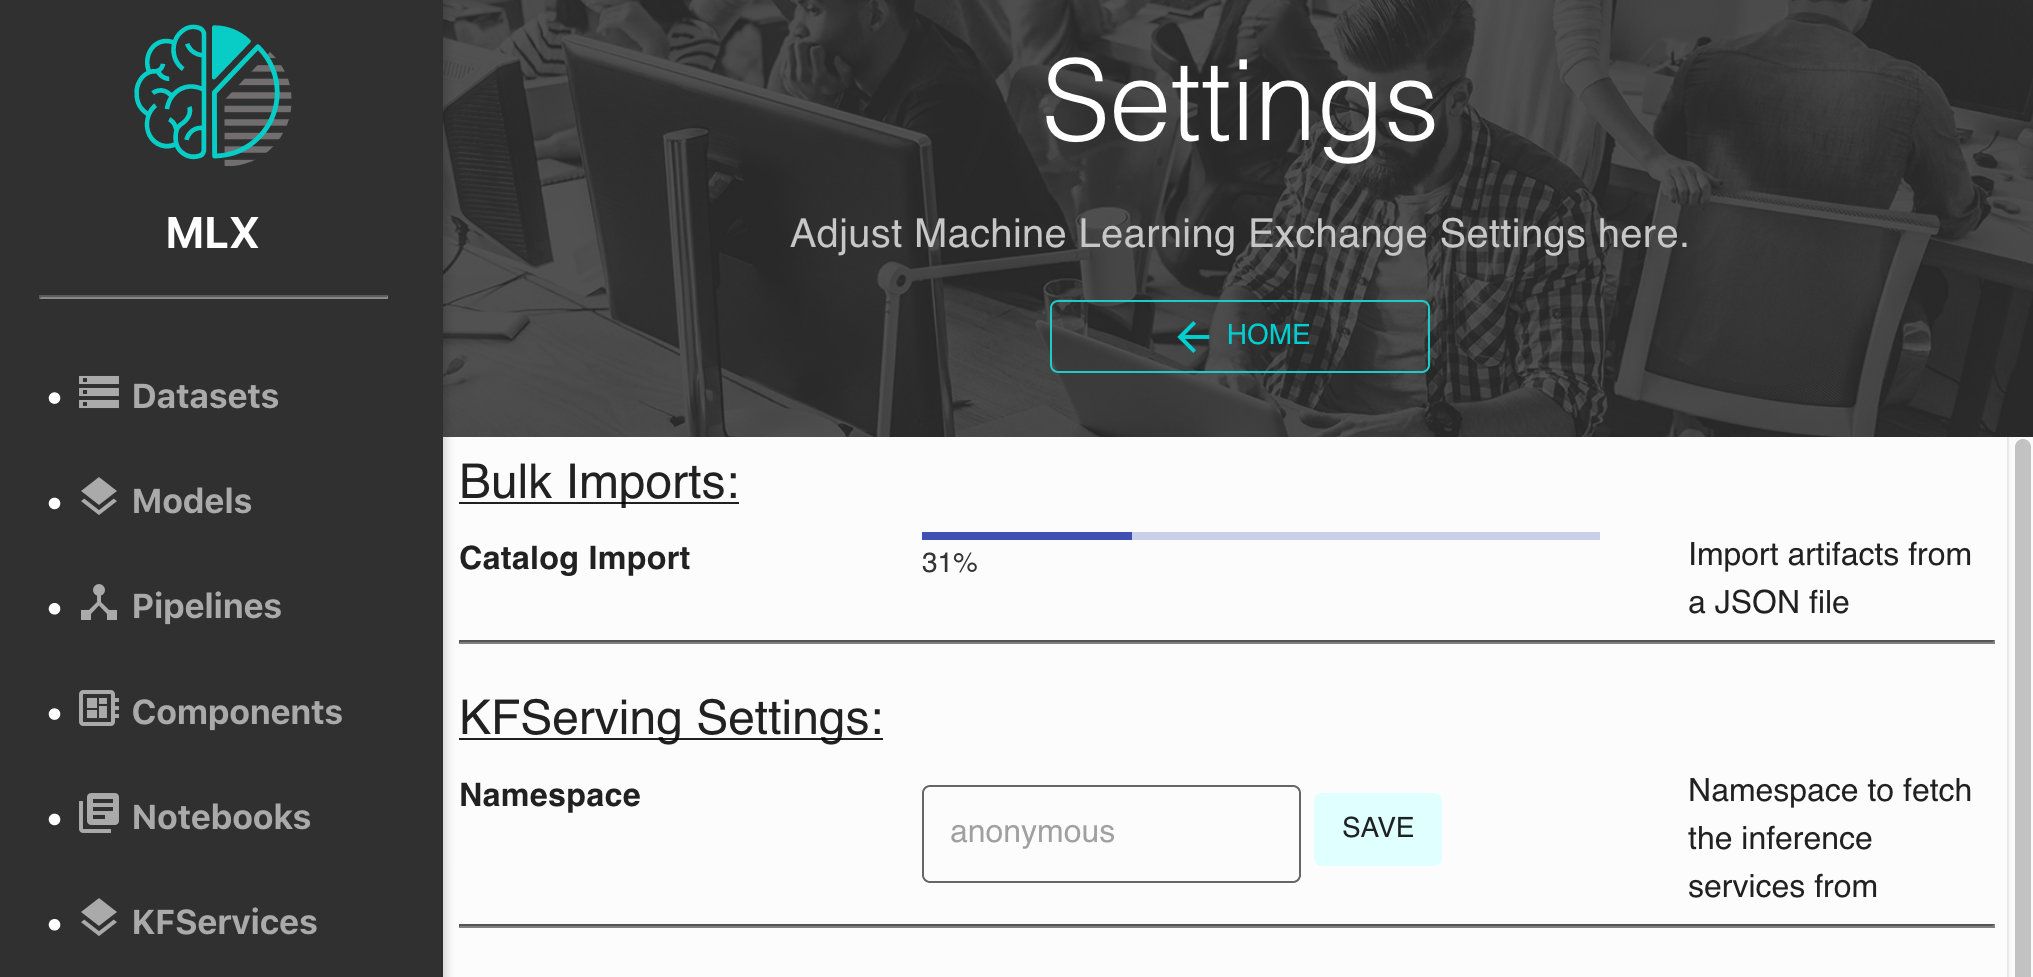 MLX
Datasets
Models
Pipelines
Components
Notebooks
KFServices
Settings
Adjust Machine Learning Exchange Settings here.
HOME
Bulk Imports:
Catalog Import
31%
Import artifacts from
a JSON file
KFServing Settings:
Namespace
anonymous
SAVE
Namespace to fetch
the inference
services from